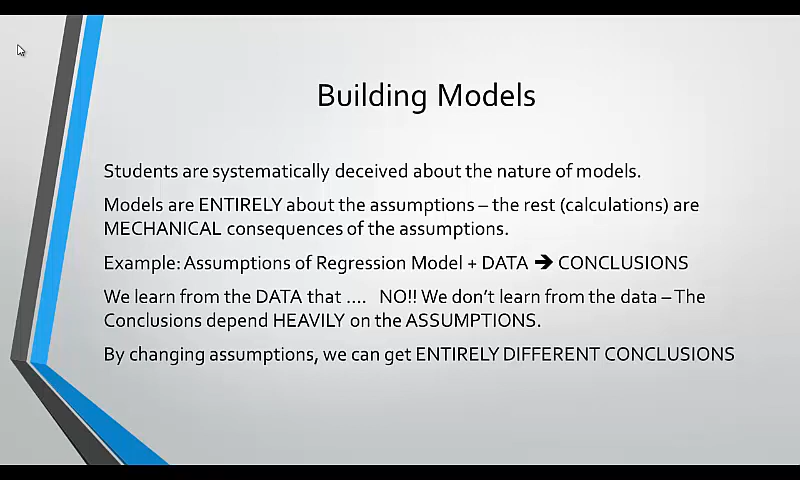 Building Models
Students are systematically deceived about the nature of models.
Models are ENTIRELY about the assumptions – the rest (calculations) are
MECHANICAL consequences of the assumptions.
Example: Assumptions of Regression Model + DATA ➔ CONCLUSIONS
We learn from the DATA that .... NO!! We don't learn from the data – The
Conclusions depend HEAVILY on the ASSUMPTIONS.
By changing assumptions, we can get ENTIRELY DIFFERENT CONCLUSIONS